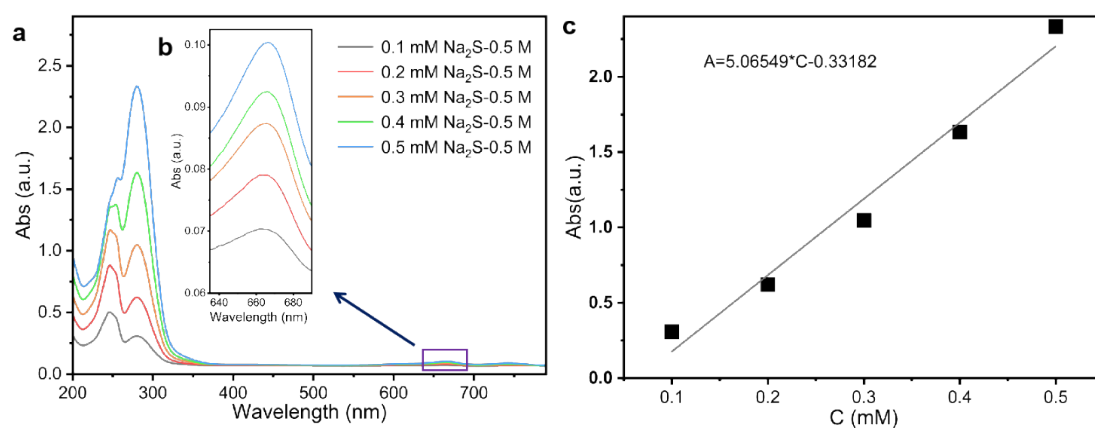 a
Abs (a.u.)
2.5
2.0
1.5
1.0
0.5
0.0
200
300
400
500
600
700
Wavelength (nm)
b
Abs (a.u.)
0.10
0.09
0.08
0.07
0.06
640
660
680
Wavelength (nm)
0.1 mM Na₂S-0.5 M
0.2 mM Na₂S-0.5 M
0.3 mM Na₂S-0.5 M
0.4 mM Na₂S-0.5 M
0.5 mM Na₂S-0.5 M
c
A=5.06549*C-0.33182
Abs(a.u.)
2.0
1.5
1.0
0.5
0.0
0.1
0.2
0.3
0.4
0.5
C (mM)